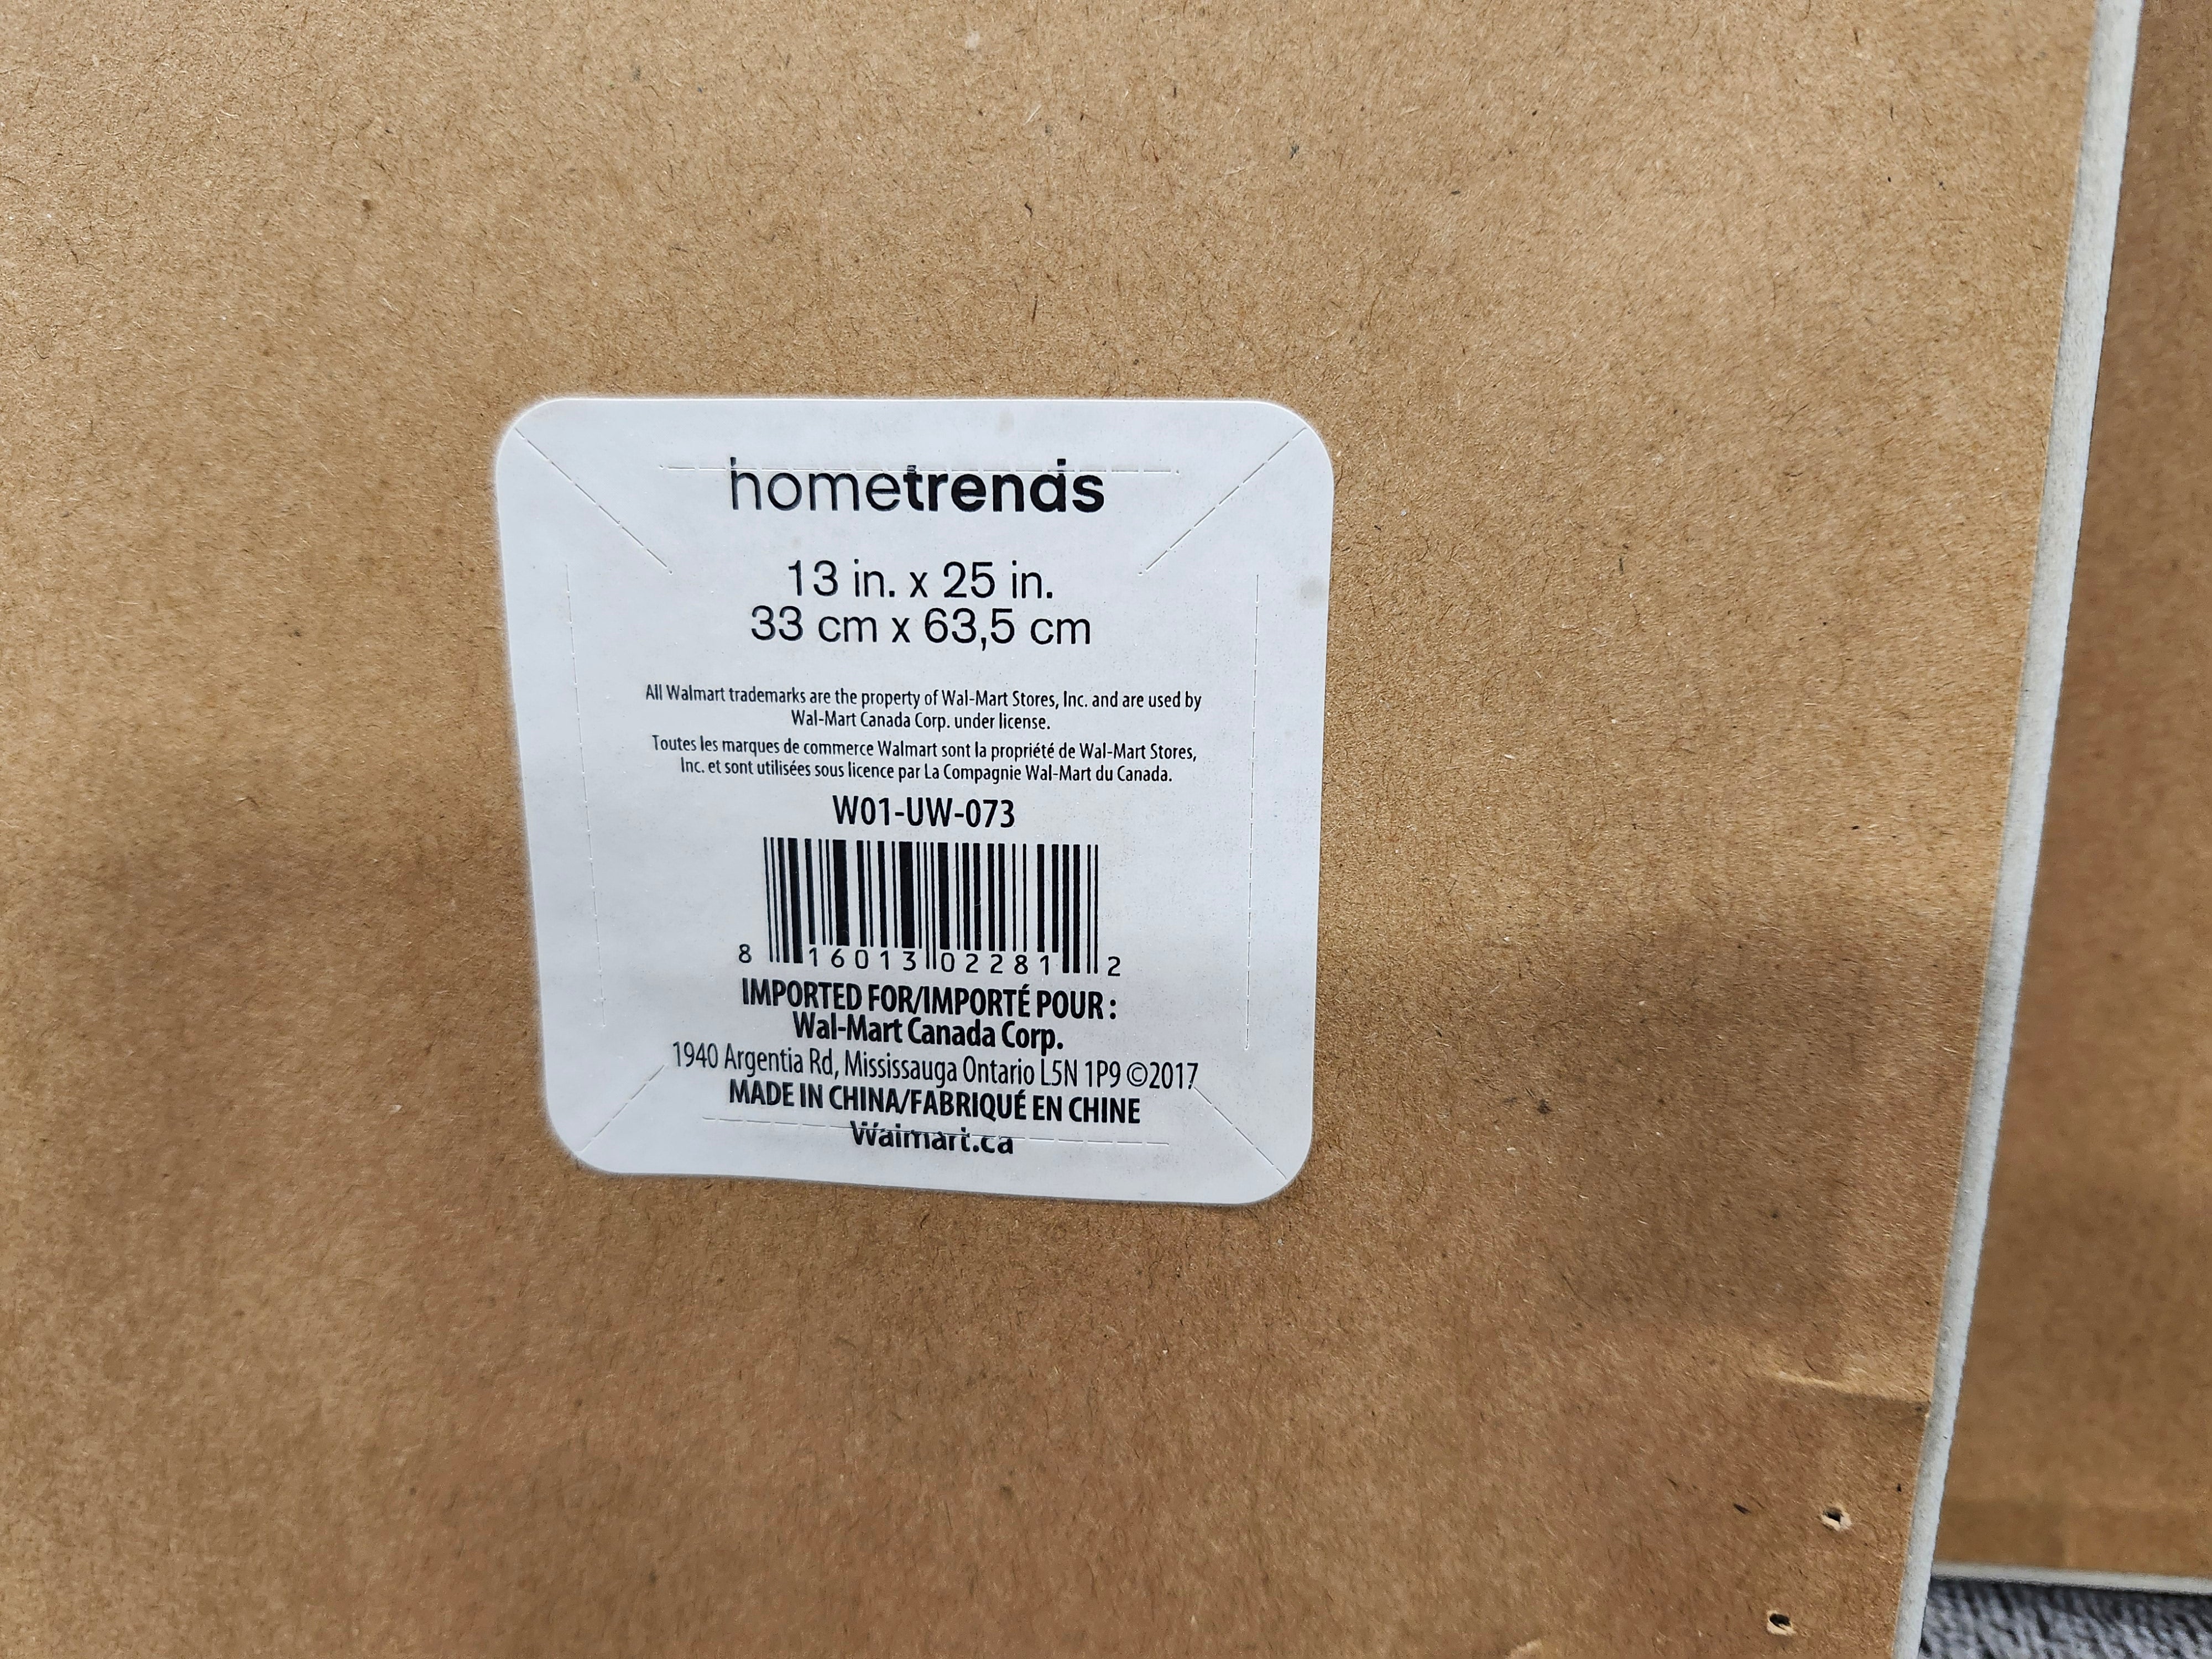 hometrends
13 in. x 25 in.
33 cm x 63,5 cm
All Walmart trademarks are the property of Wal-Mart Stores, Inc. and are used by
Wal-Mart Canada Corp. under license.
Toutes les marques de commerce Walmart sont la propriété de Wal-Mart Stores,
Inc. et sont utilisées sous licence par La Compagnie Wal-Mart du Canada.
W01-UW-073
8 16013 02281 2
IMPORTED FOR/IMPORTÉ POUR :
Wal-Mart Canada Corp.
1940 Argentia Rd, Mississauga Ontario L5N 1P9 ©2017
MADE IN CHINA/FABRIQUÉ EN CHINE
Walmart.ca